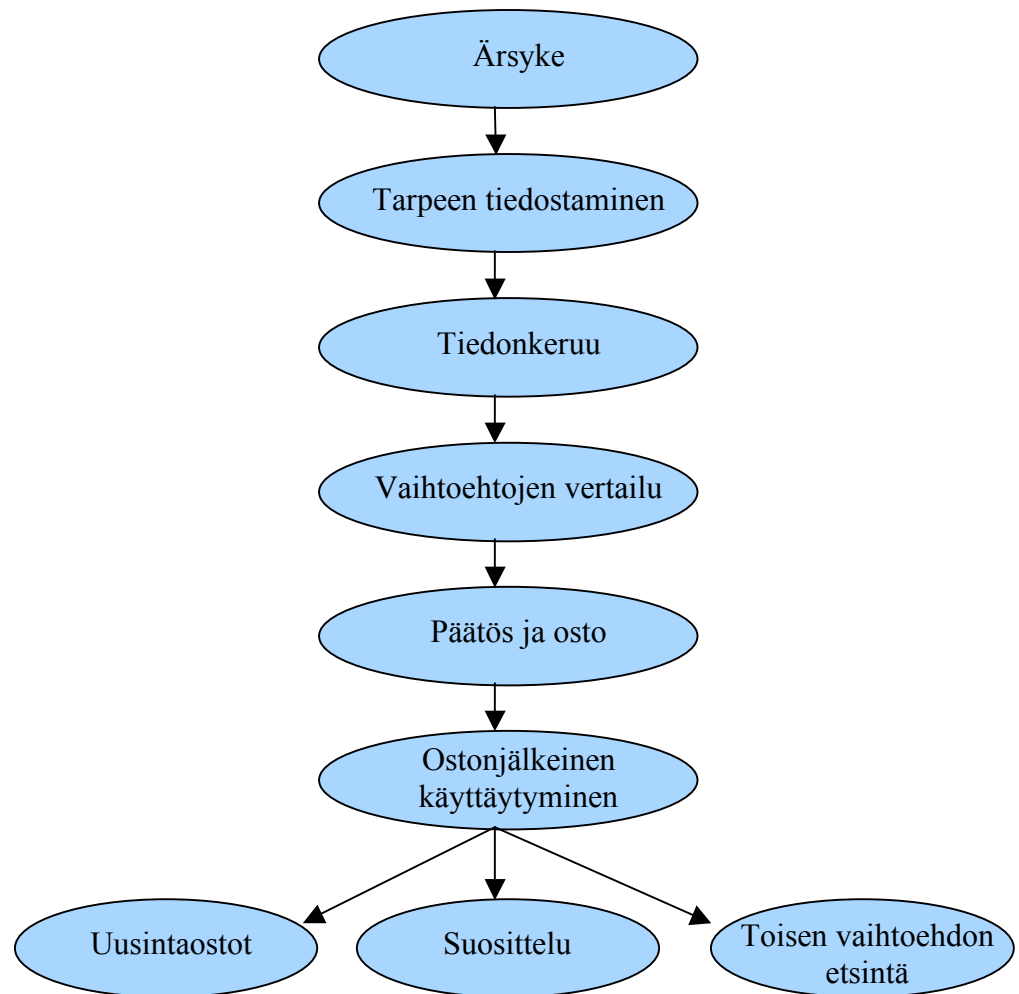 Ärsyke
Tarpeen tiedostaminen
Tiedonkeruu
Vaihtoehtojen vertailu
Päätös ja osto
Ostonjälkeinen
käyttäytyminen
Uusintaostot
Suosittelu
Toisen vaihtoehdon
etsintä